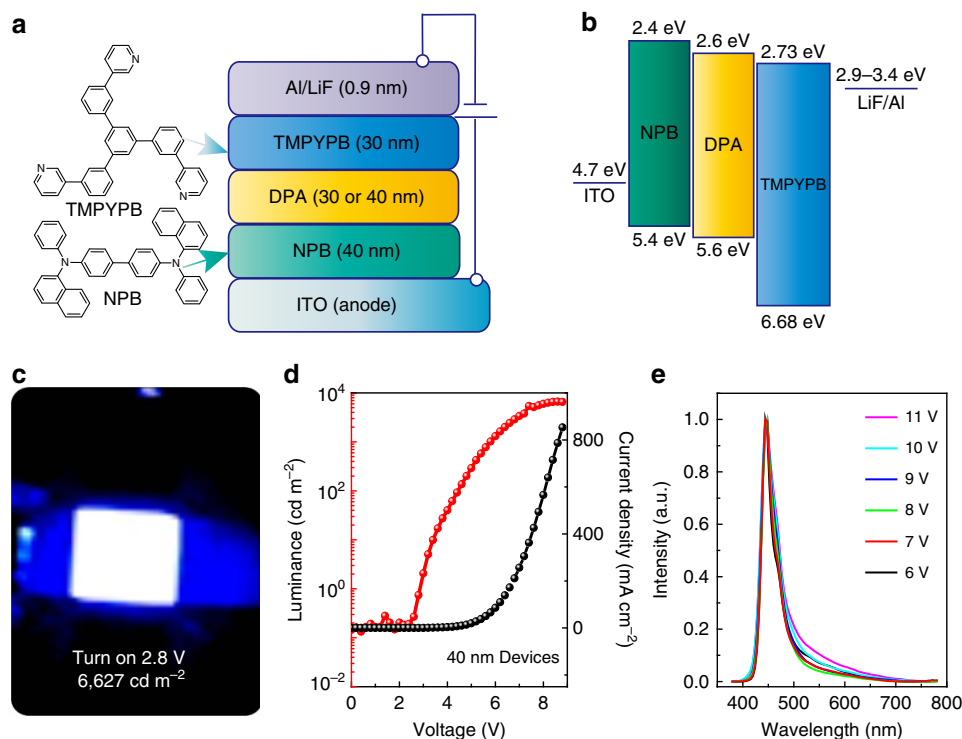 a
N
N
N
TMPYPB
N
N
NPB
Al/LiF (0.9 nm)
TMPYPB (30 nm)
DPA (30 or 40 nm)
NPB (40 nm)
ITO (anode)
b
2.4 eV
2.6 eV
2.73 eV
2.9–3.4 eV
LiF/Al
NPB
DPA
TMPYPB
4.7 eV
ITO
5.4 eV
5.6 eV
6.68 eV
c
Turn on 2.8 V
6,627 cd m⁻²
d
Luminance (cd m⁻²)
10⁴
10²
10⁰
10⁻²
0 2 4 6 8
Voltage (V)
800
400
0
Current density (mA cm⁻²)
40 nm Devices
e
Intensity (a.u.)
1.0
0.8
0.6
0.4
0.2
0.0
400 500 600 700 800
Wavelength (nm)
11 V
10 V
9 V
8 V
7 V
6 V